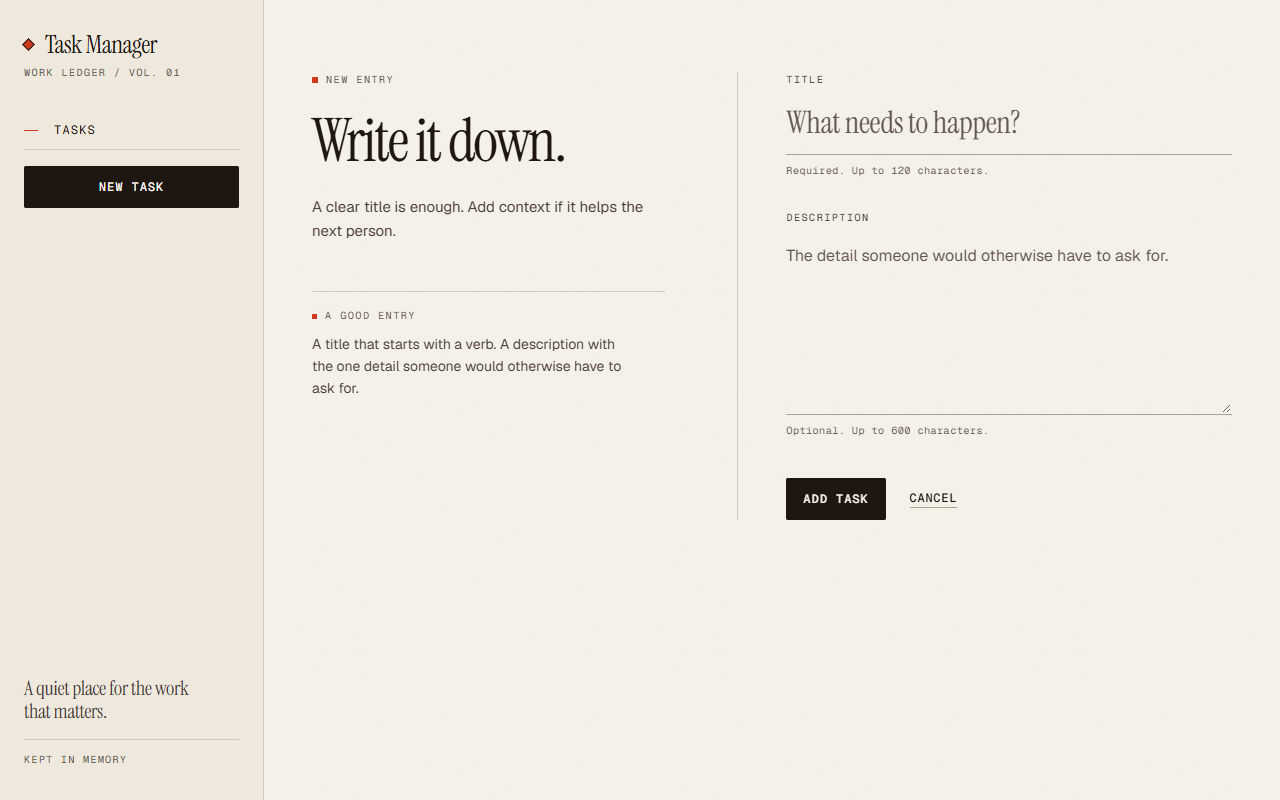 Task Manager
WORK LEDGER / VOL. 01
TASKS
NEW TASK
A quiet place for the work
that matters.
KEPT IN MEMORY
NEW ENTRY
Write it down.
A clear title is enough. Add context if it helps the
next person.
A GOOD ENTRY
A title that starts with a verb. A description with
the one detail someone would otherwise have to
ask for.
TITLE
What needs to happen?
Required. Up to 120 characters.
DESCRIPTION
The detail someone would otherwise have to ask for.
Optional. Up to 600 characters.
ADD TASK
CANCEL